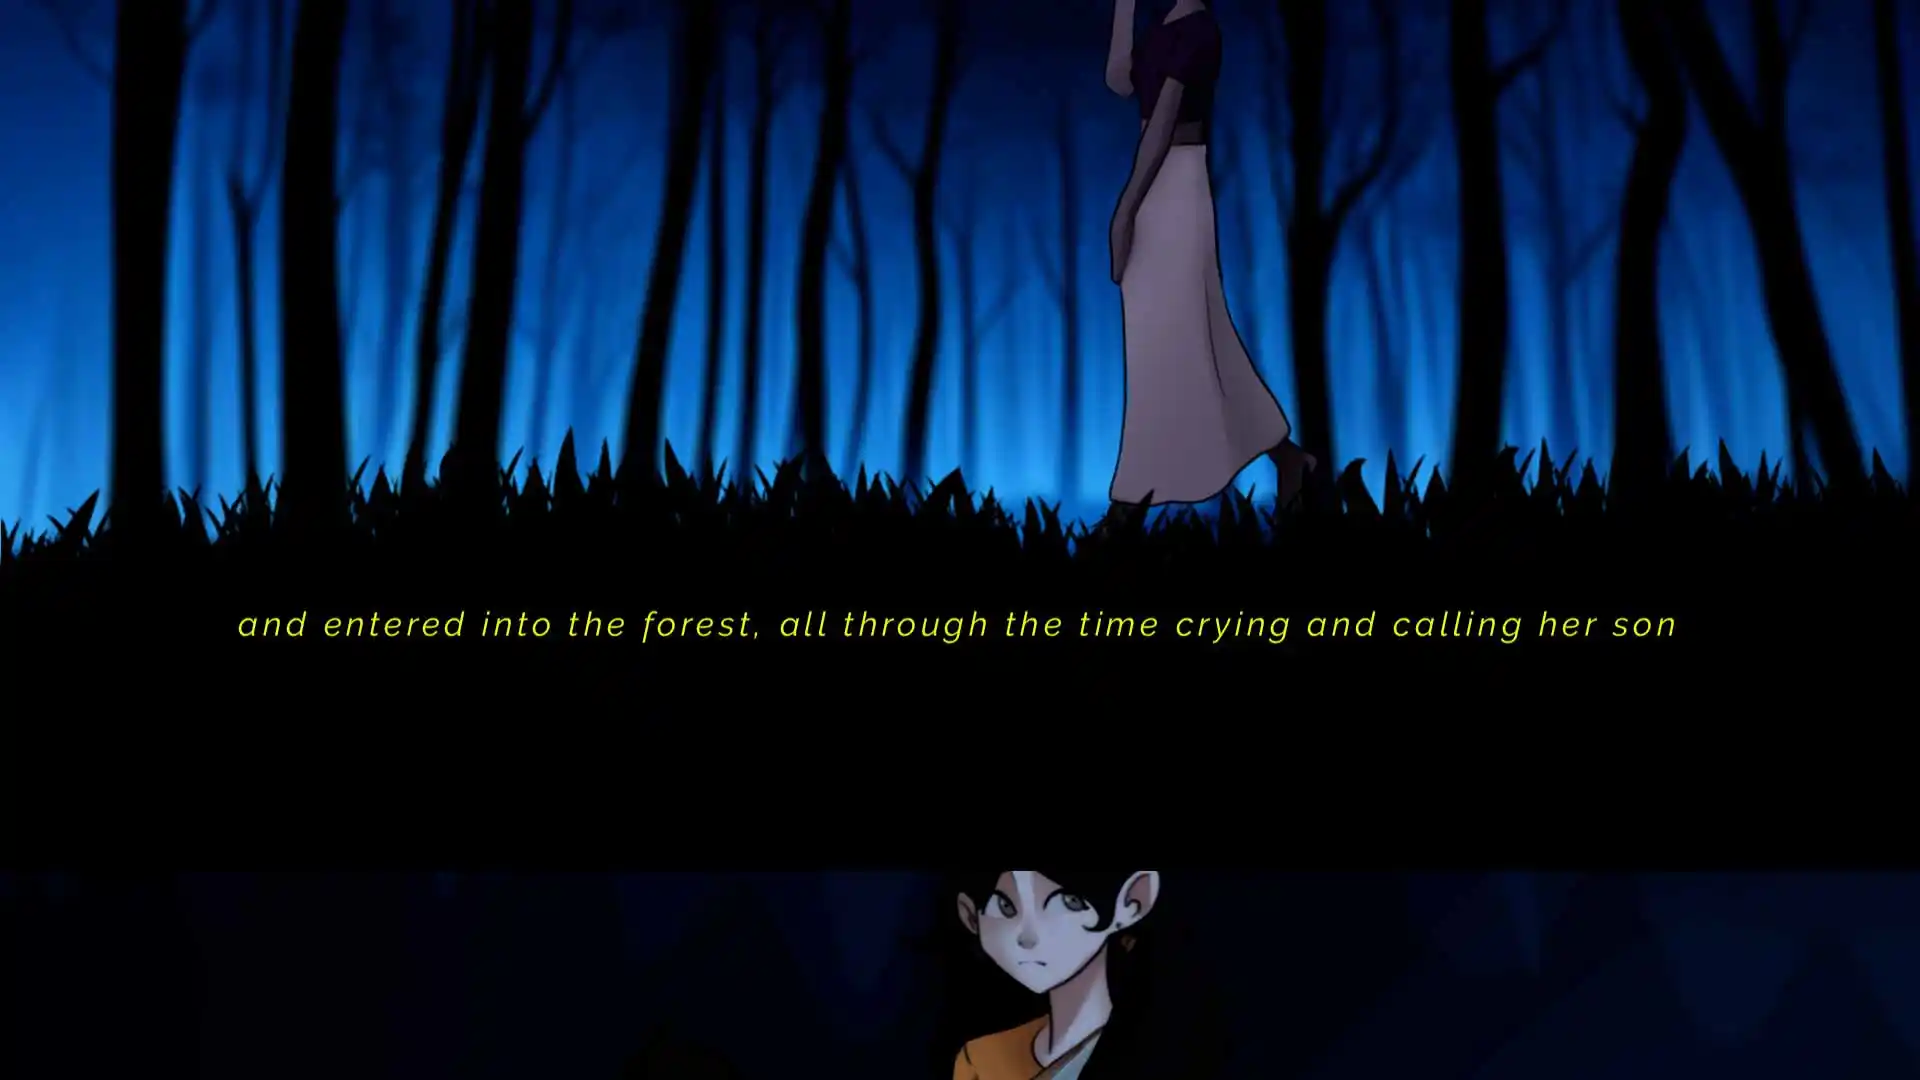 and entered into the forest, all through the time crying and calling her son